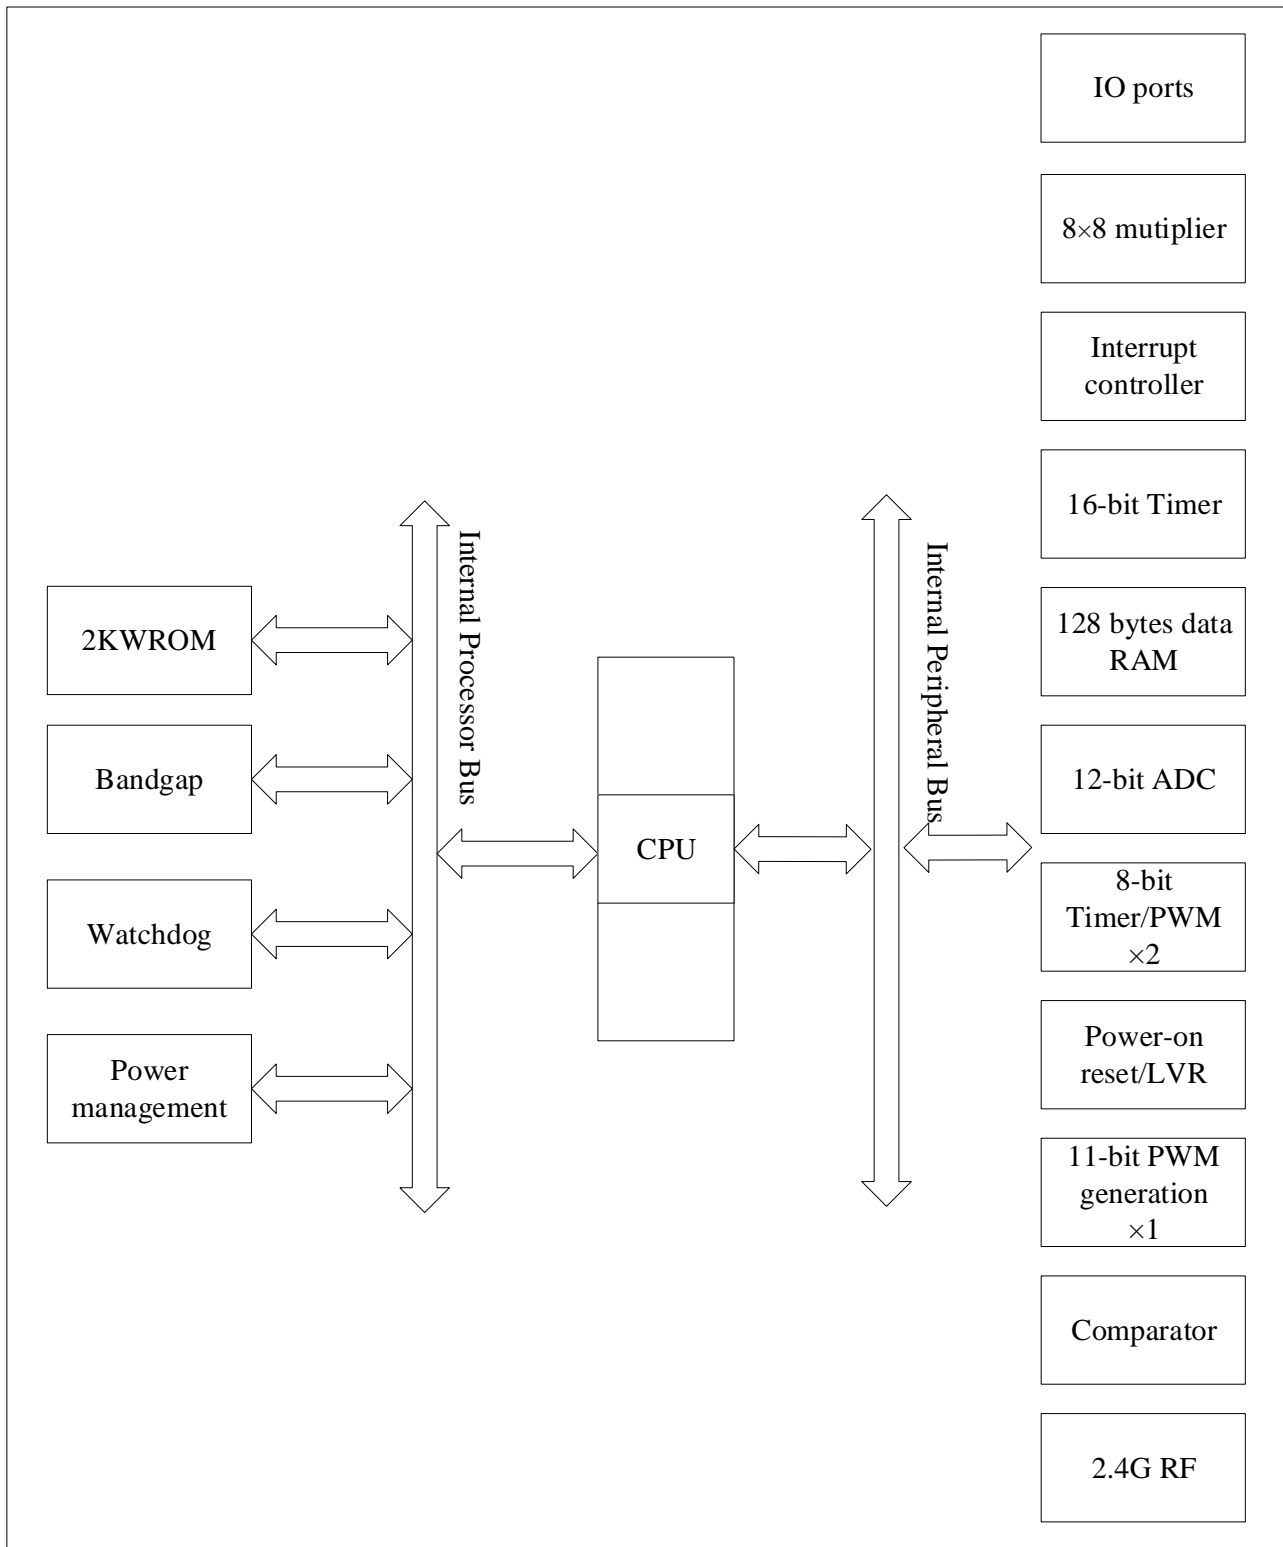 IO ports
8×8 mutiplier
Interrupt
controller
16-bit Timer
Internal Processor Bus
Internal Peripheral Bus
2KWROM
128 bytes data
RAM
Bandgap
12-bit ADC
CPU
8-bit
Timer/PWM
×2
Watchdog
Power-on
reset/LVR
Power
management
11-bit PWM
generation
×1
Comparator
2.4G RF